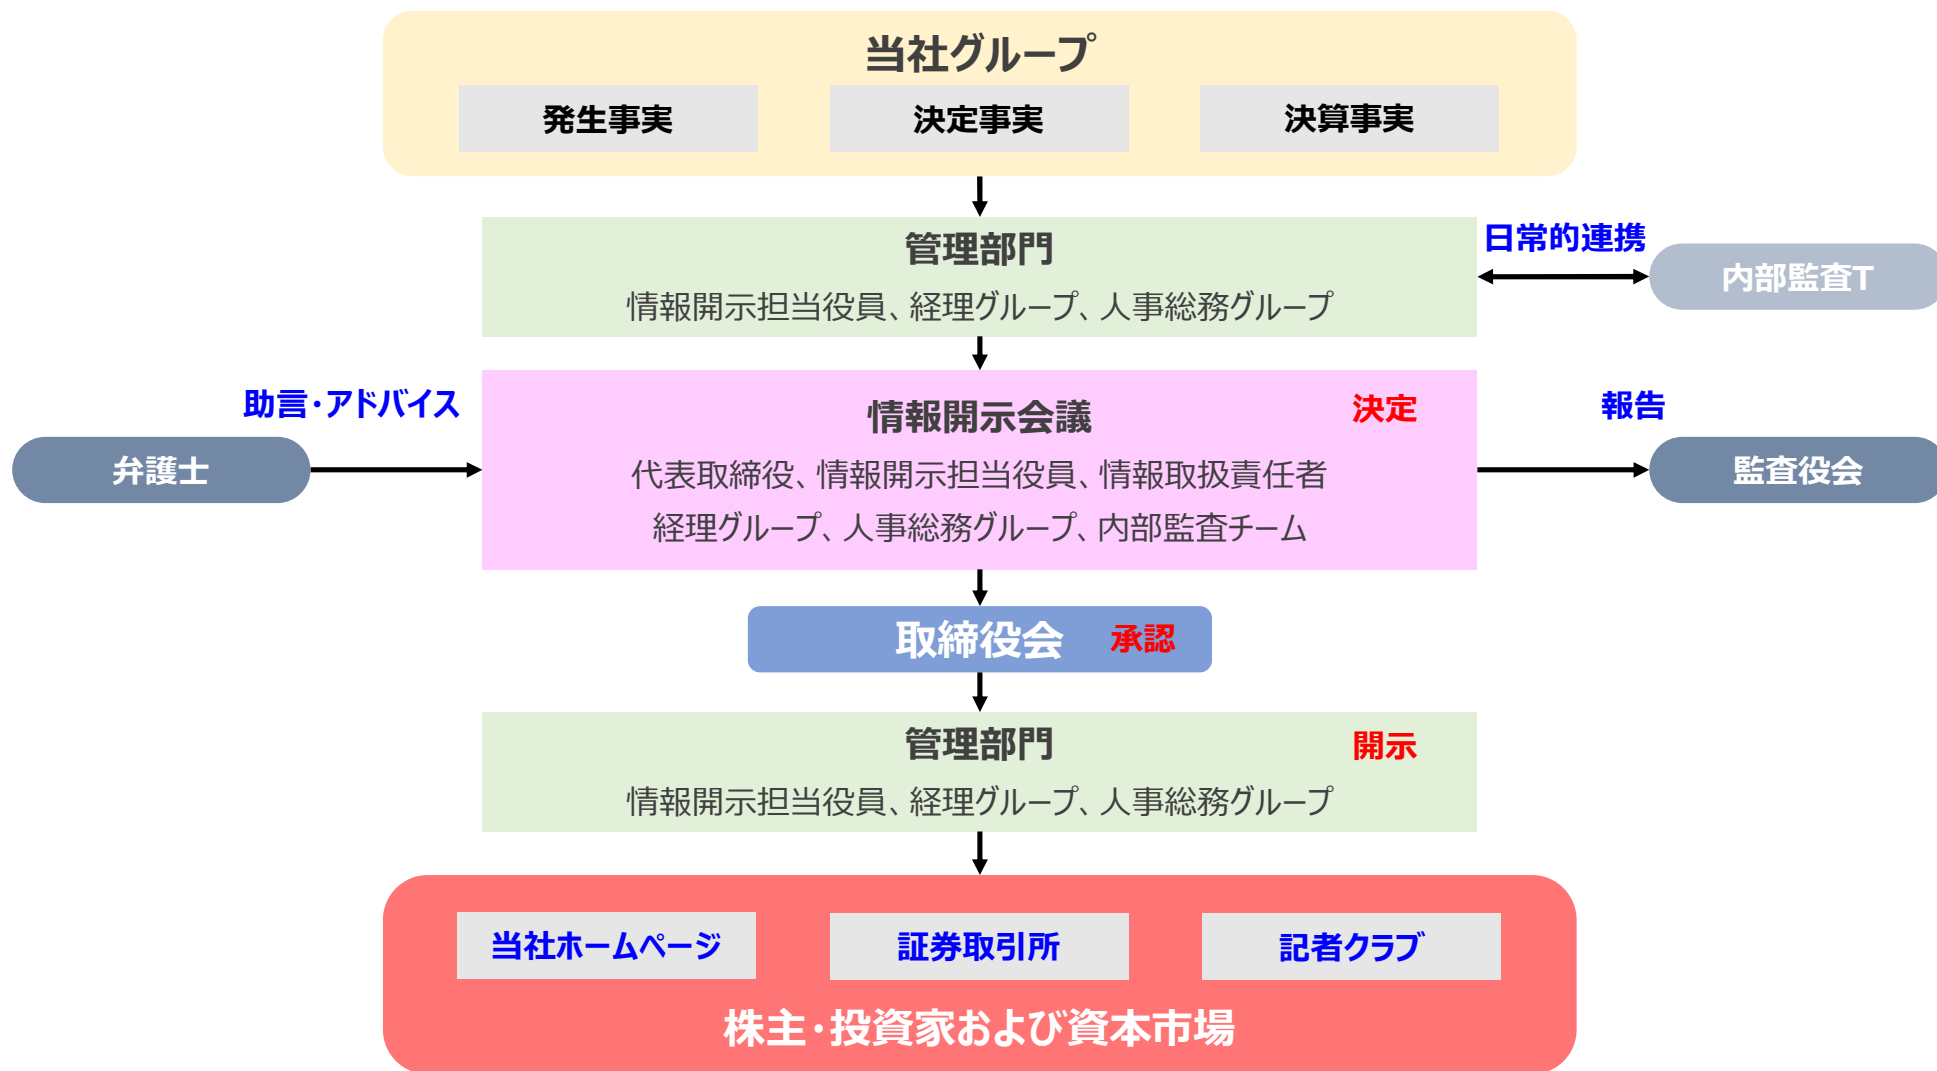 当社グループ
発生事実
決定事実
決算事実
管理部門
情報開示担当役員、経理グループ、人事総務グループ
日常的連携
内部監査T
助言・アドバイス
弁護士
情報開示会議
決定
代表取締役、情報開示担当役員、情報取扱責任者
経理グループ、人事総務グループ、内部監査チーム
報告
監査役会
取締役会
承認
管理部門
開示
情報開示担当役員、経理グループ、人事総務グループ
当社ホームページ
証券取引所
記者クラブ
株主・投資家および資本市場